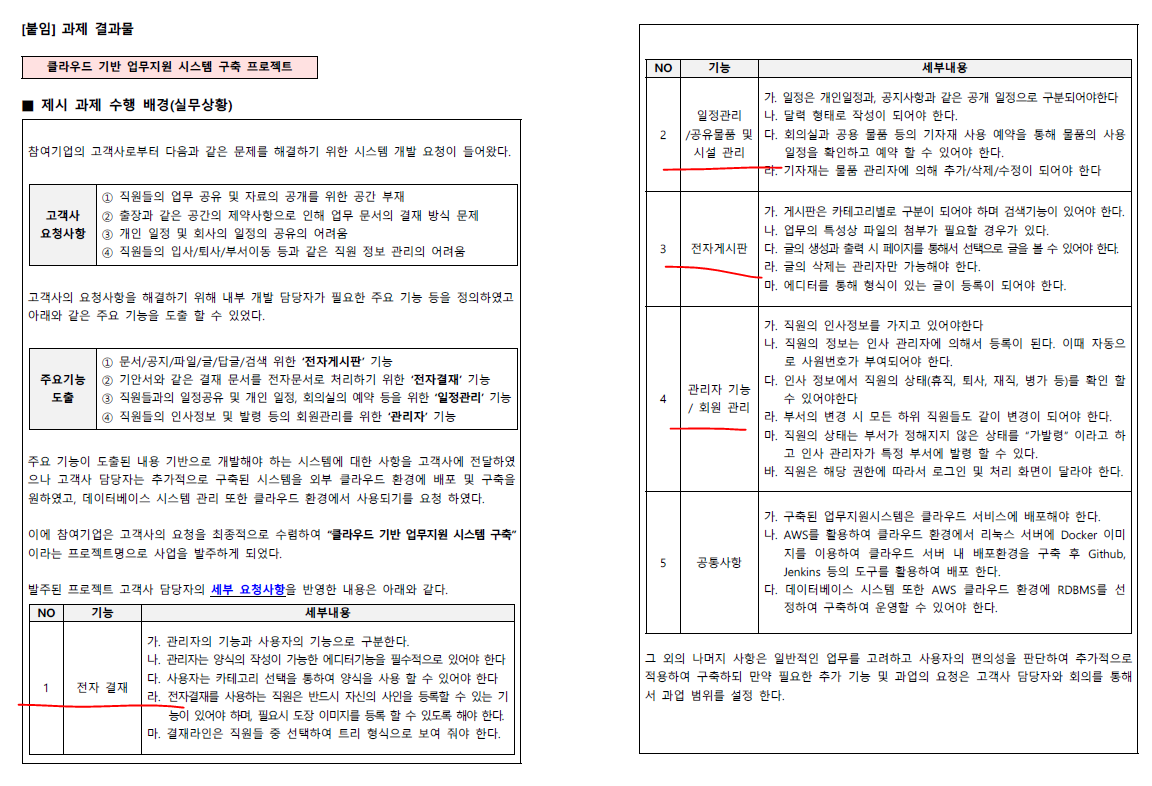 [붙임] 과제 결과물
클라우드 기반 업무지원 시스템 구축 프로젝트
■ 제시 과제 수행 배경(실무상황)
참여기업의 고객사로부터 다음과 같은 문제를 해결하기 위한 시스템 개발 요청이 들어왔다.
고객사
요청사항
① 직원들의 업무 공유 및 자료의 공개를 위한 공간 부재
② 출장과 같은 공간의 제약사항으로 인해 업무 문서의 결재 방식 문제
③ 개인 일정 및 회사의 일정의 공유의 어려움
④ 직원들의 입사/퇴사/부서이동 등과 같은 직원 정보 관리의 어려움
고객사의 요청사항을 해결하기 위해 내부 개발 담당자가 필요한 주요 기능 등을 정의하였고
아래와 같은 주요 기능을 도출 할 수 있었다.
주요기능
도출
① 문서/공지/파일/글/답글/검색 위한 ‘전자게시판’ 기능
② 기안서와 같은 결재 문서를 전자문서로 처리하기 위한 ‘전자결재’ 기능
③ 직원들과의 일정공유 및 개인 일정, 회의실의 예약 등을 위한 ‘일정관리’ 기능
④ 직원들의 인사정보 및 발령 등의 회원관리를 위한 ‘관리자’ 기능
주요 기능이 도출된 내용 기반으로 개발해야 하는 시스템에 대한 사항을 고객사에 전달하였
으나 고객사 담당자는 추가적으로 구축된 시스템을 외부 클라우드 환경에 배포 및 구축을
원하였고, 데이터베이스 시스템 관리 또한 클라우드 환경에서 사용되기를 요청 하였다.
이에 참여기업은 고객사의 요청을 최종적으로 수렴하여 “클라우드 기반 업무지원 시스템 구축”
이라는 프로젝트명으로 사업을 발주하게 되었다.
발주된 프로젝트 고객사 담당자의 세부 요청사항을 반영한 내용은 아래와 같다.
NO 기능 세부내용
1 전자 결재
가. 관리자의 기능과 사용자의 기능으로 구분한다.
나. 관리자는 양식의 작성이 가능한 에디터기능을 필수적으로 있어야 한다
다. 사용자는 카테고리 선택을 통하여 양식을 사용 할 수 있어야 한다
라. 전자결재를 사용하는 직원은 반드시 자신의 사인을 등록할 수 있는 기
능이 있어야 하며, 필요시 도장 이미지를 등록 할 수 있도록 해야 한다.
마. 결재라인은 직원들 중 선택하여 트리 형식으로 보여 줘야 한다.
NO 기능 세부내용
2
일정관리
/공유물품 및
시설 관리
가. 일정은 개인일정과, 공지사항과 같은 공개 일정으로 구분되어야한다
나. 달력 형태로 작성이 되어야 한다.
다. 회의실과 공용 물품 등의 기자재 사용 예약을 통해 물품의 사용
일정을 확인하고 예약 할 수 있어야 한다.
라. 기자재는 물품 관리자에 의해 추가/삭제/수정이 되어야 한다
3 전자게시판
가. 게시판은 카테고리별로 구분이 되어야 하며 검색기능이 있어야 한다.
나. 업무의 특성상 파일의 첨부가 필요할 경우가 있다.
다. 글의 생성과 출력 시 페이지를 통해서 선택으로 글을 볼 수 있어야 한다.
라. 글의 삭제는 관리자만 가능해야 한다.
마. 에디터를 통해 형식이 있는 글이 등록이 되어야 한다.
4
관리자 기능
/ 회원 관리
가. 직원의 인사정보를 가지고 있어야한다
나. 직원의 정보는 인사 관리자에 의해서 등록이 된다. 이때 자동으
로 사원번호가 부여되어야 한다.
다. 인사 정보에서 직원의 상태(휴직, 퇴사, 재직, 병가 등)를 확인 할
수 있어야한다
라. 부서의 변경 시 모든 하위 직원들도 같이 변경이 되어야 한다.
마. 직원의 상태는 부서가 정해지지 않은 상태를 “가발령” 이라고 하
고 인사 관리자가 특정 부서에 발령 할 수 있다.
바. 직원은 해당 권한에 따라서 로그인 및 처리 화면이 달라야 한다.
5 공통사항
가. 구축된 업무지원시스템은 클라우드 서비스에 배포해야 한다.
나. AWS를 활용하여 클라우드 환경에서 리눅스 서버에 Docker 이미
지를 이용하여 클라우드 서버 내 배포환경을 구축 후 Github,
Jenkins 등의 도구를 활용하여 배포 한다.
다. 데이터베이스 시스템 또한 AWS 클라우드 환경에 RDBMS를 선
정하여 구축하여 운영할 수 있어야 한다.
그 외의 나머지 사항은 일반적인 업무를 고려하고 사용자의 편의성을 판단하여 추가적으로
적용하여 구축하되 만약 필요한 추가 기능 및 과업의 요청은 고객사 담당자와 회의를 통해
서 과업 범위를 설정 한다.